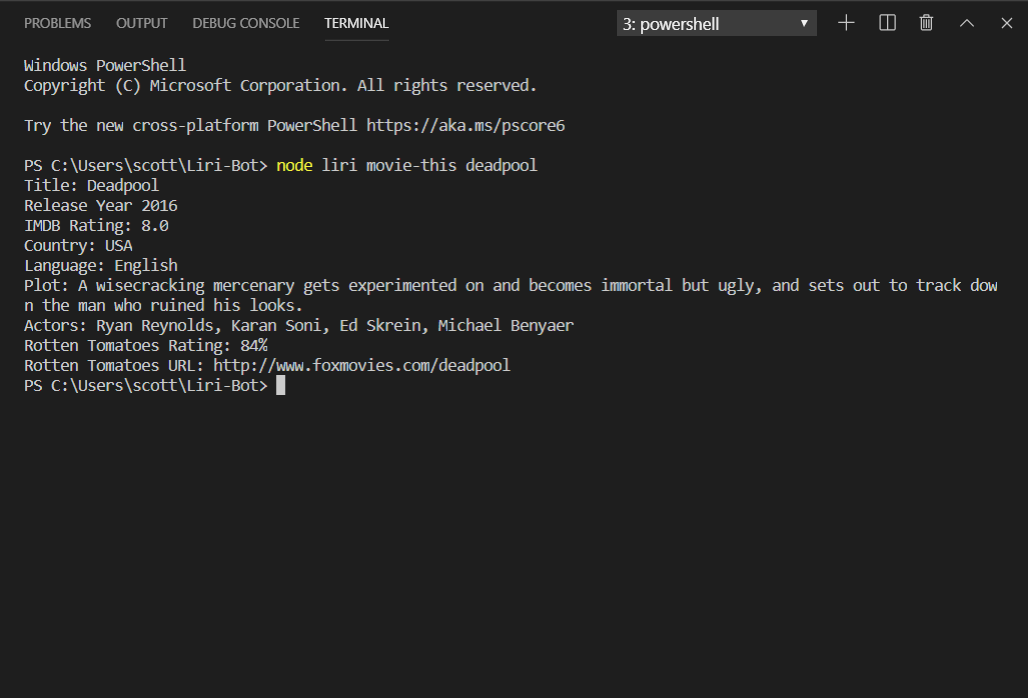 PROBLEMS OUTPUT DEBUG CONSOLE TERMINAL 3: powershell
Windows PowerShell
Copyright (C) Microsoft Corporation. All rights reserved.
Try the new cross-platform PowerShell https://aka.ms/pscore6
PS C:\Users\scott\Liri-Bot> node liri movie-this deadpool
Title: Deadpool
Release Year 2016
IMDB Rating: 8.0
Country: USA
Language: English
Plot: A wisecracking mercenary gets experimented on and becomes immortal but ugly, and sets out to track dow
n the man who ruined his looks.
Actors: Ryan Reynolds, Karan Soni, Ed Skrein, Michael Benyaer
Rotten Tomatoes Rating: 84%
Rotten Tomatoes URL: http://www.foxmovies.com/deadpool
PS C:\Users\scott\Liri-Bot>